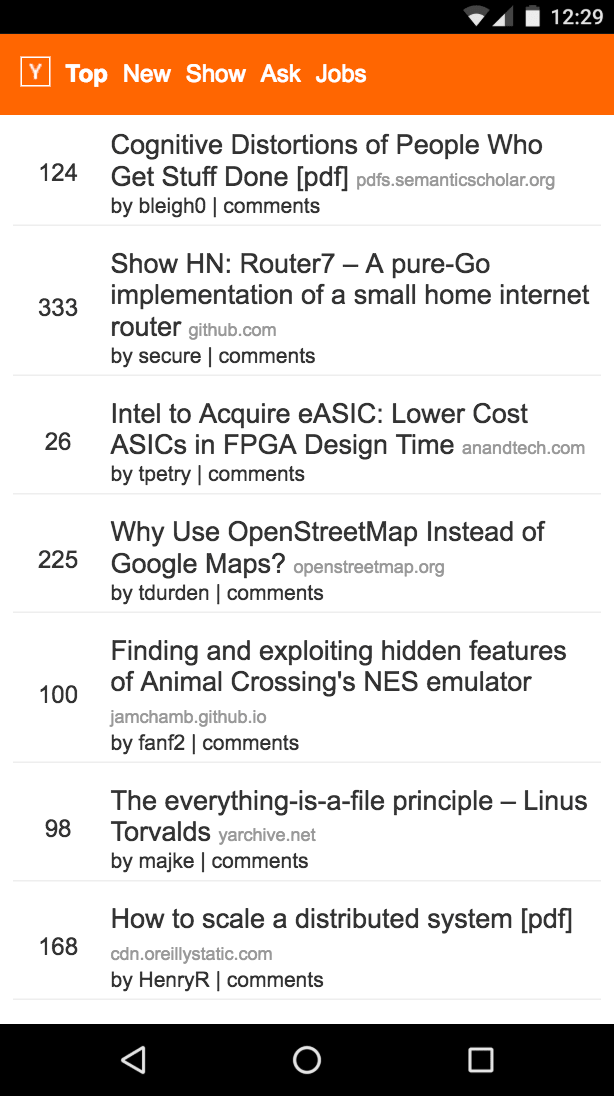 12:29
Y Top New Show Ask Jobs
Cognitive Distortions of People Who
124
Get Stuff Done [pdf] pdfs.semanticscholar.org
by bleigh0 | comments
Show HN: Router7 – A pure-Go
333
implementation of a small home internet
router github.com
by secure | comments
Intel to Acquire eASIC: Lower Cost
26
ASICs in FPGA Design Time anandtech.com
by tpetry | comments
Why Use OpenStreetMap Instead of
225
Google Maps? openstreetmap.org
by tdurden | comments
Finding and exploiting hidden features
100
of Animal Crossing's NES emulator
jamchamb.github.io
by fanf2 | comments
The everything-is-a-file principle – Linus
98
Torvalds yarchive.net
by majke | comments
How to scale a distributed system [pdf]
168
cdn.oreillystatic.com
by HenryR | comments